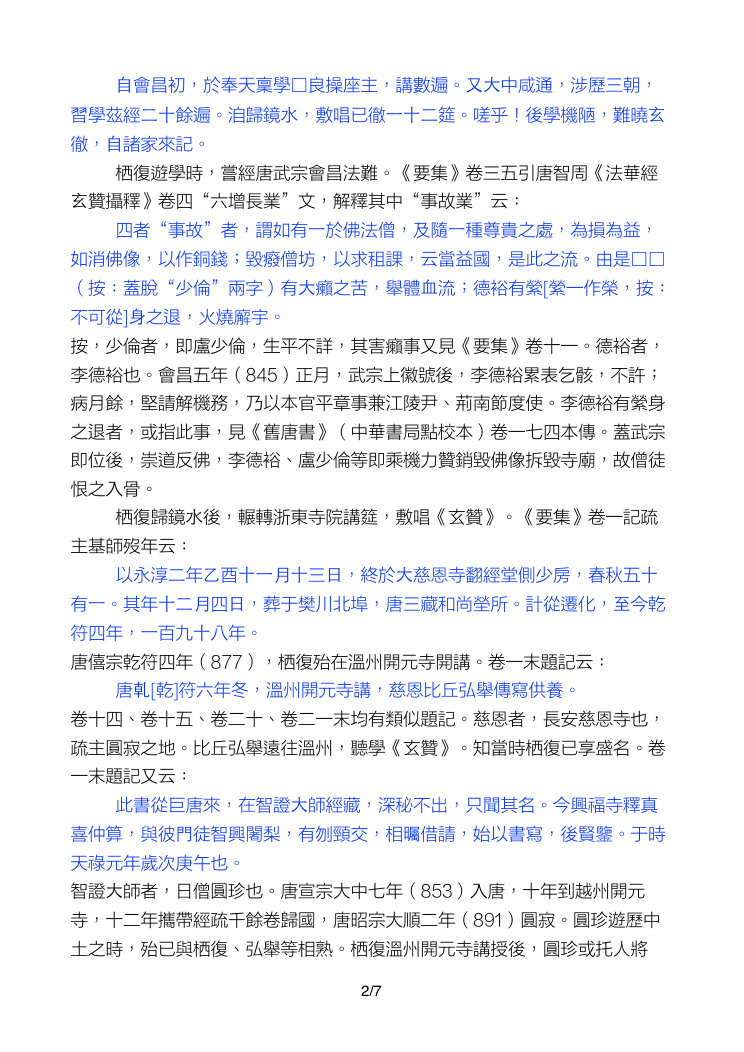 自會昌初，於奉天稟學□良操座主，講數遍。又大中咸通，涉歷三朝，
習學茲經二十餘遍。洎歸鏡水，敷唱已徹一十二筵。嗟乎！後學機陋，難曉玄
徹，自諸家來記。
栖復遊學時，嘗經唐武宗會昌法難。《要集》卷三五引唐智周《法華經
玄贊攝釋》卷四“六增長業”文，解釋其中“事故業”云：
四者“事故”者，謂如有一於佛法僧，及隨一種尊貴之處，為損為益，
如消佛像，以作銅錢；毀癈僧坊，以求租課，云當益國，是此之流。由是□□
（按：蓋脫“少倫”兩字）有大癩之苦，舉體血流；德裕有縈[縈一作榮，按：
不可從]身之退，火燒廨宇。
按，少倫者，即盧少倫，生平不詳，其害癩事又見《要集》卷十一。德裕者，
李德裕也。會昌五年（845）正月，武宗上徽號後，李德裕累表乞骸，不許；
病月餘，堅請解機務，乃以本官平章事兼江陵尹、荊南節度使。李德裕有縈身
之退者，或指此事，見《舊唐書》（中華書局點校本）卷一七四本傳。蓋武宗
即位後，崇道反佛，李德裕、盧少倫等即乘機力贊銷毀佛像拆毀寺廟，故僧徒
恨之入骨。
栖復歸鏡水後，輾轉浙東寺院講筵，敷唱《玄贊》。《要集》卷一記疏
主基師歿年云：
以永淳二年乙酉十一月十三日，終於大慈恩寺翻經堂側少房，春秋五十
有一。其年十二月四日，葬于樊川北埠，唐三藏和尚塋所。計從遷化，至今乾
符四年，一百九十八年。
唐僖宗乾符四年（877），栖復殆在溫州開元寺開講。卷一末題記云：
唐乹[乾]符六年冬，溫州開元寺講，慈恩比丘弘舉傳寫供養。
卷十四、卷十五、卷二十、卷二一末均有類似題記。慈恩者，長安慈恩寺也，
疏主圓寂之地。比丘弘舉遠往溫州，聽學《玄贊》。知當時栖復已享盛名。卷
一末題記又云：
此書從巨唐來，在智證大師經藏，深秘不出，只聞其名。今興福寺釋真
喜仲算，與彼門徒智興闍梨，有刎頸交，相矚借請，始以書寫，後賢鑒。于時
天祿元年歲次庚午也。
智證大師者，日僧圓珍也。唐宣宗大中七年（853）入唐，十年到越州開元
寺，十二年攜帶經疏千餘卷歸國，唐昭宗大順二年（891）圓寂。圓珍遊歷中
土之時，殆已與栖復、弘舉等相熟。栖復溫州開元寺講授後，圓珍或托人將
2/7